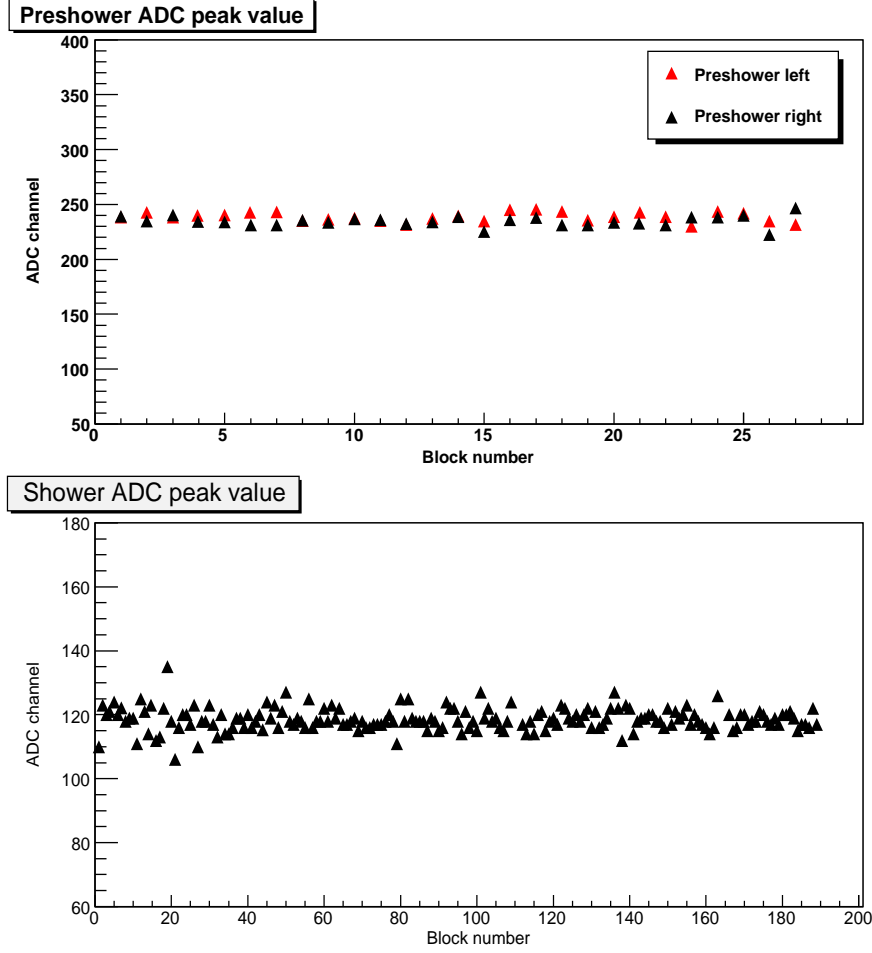 Preshower ADC peak value
400
350
300
250
200
150
100
50
ADC channel
Preshower left
Preshower right
0 5 10 15 20 25
Block number
Shower ADC peak value
180
160
140
120
100
80
60
ADC channel
0 20 40 60 80 100 120 140 160 180 200
Block number